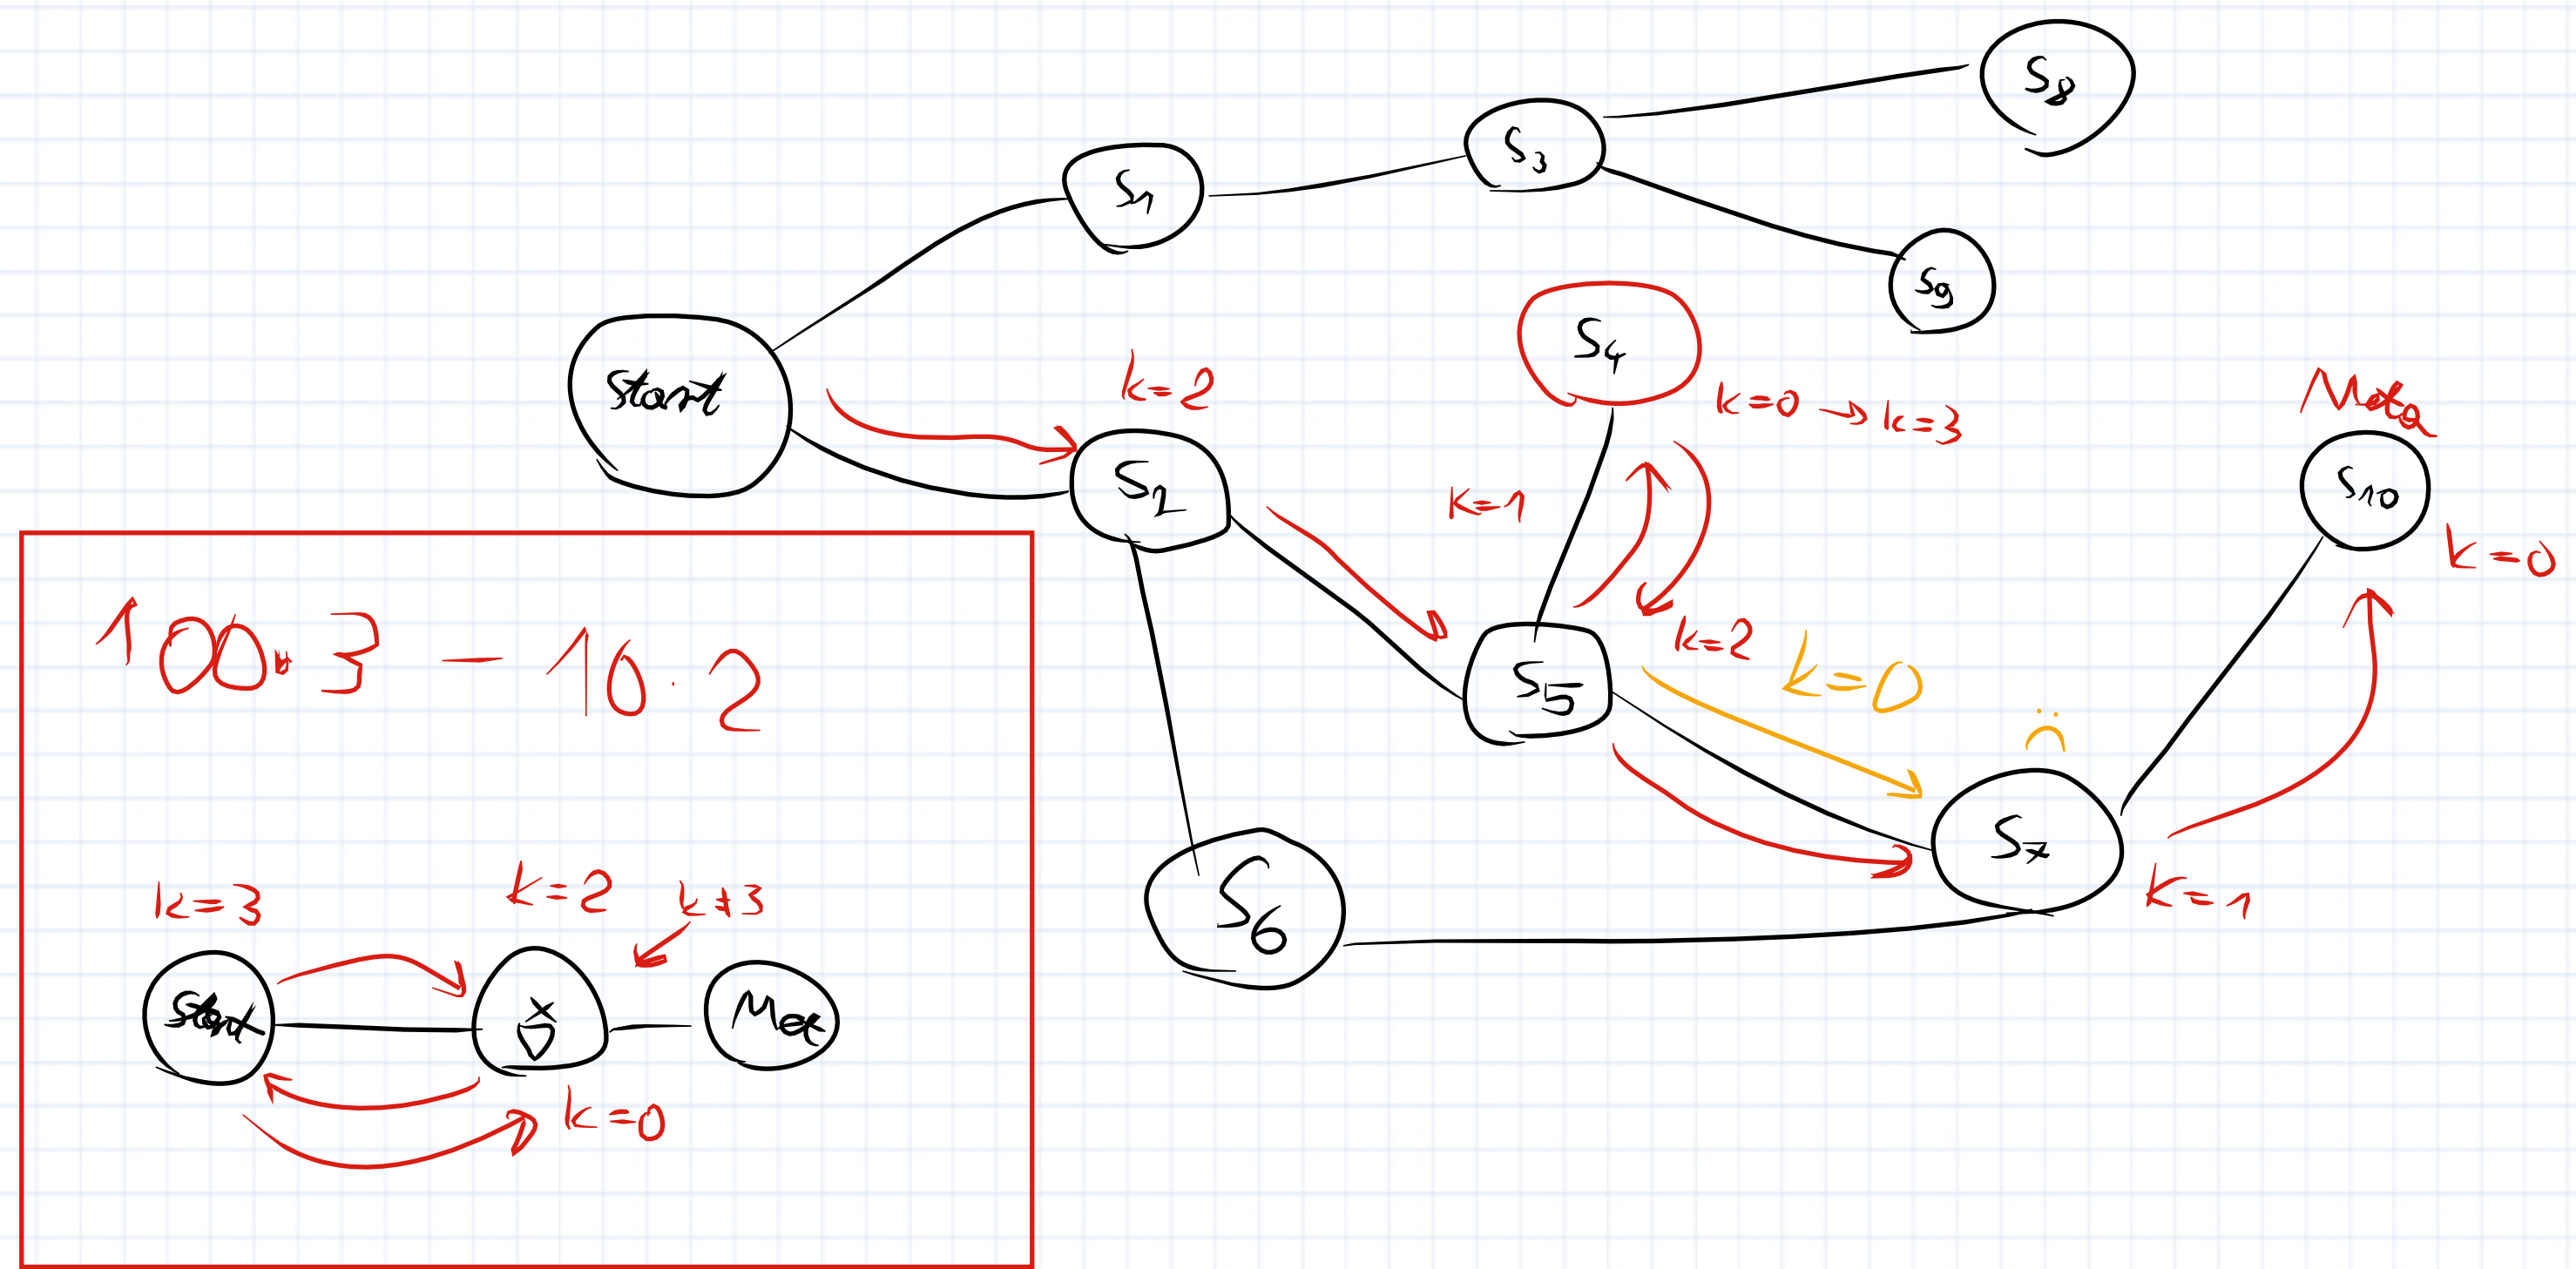 S8
S3
S1
S9
S4
Start
k=2
k=0 → k=3
Meta
S2
S10
k=1
k=0
100·3 – 10·2
k=2
k=0
S5
S7
k=1
S6
k=3
k=2
k+3
Start
Met
k=0